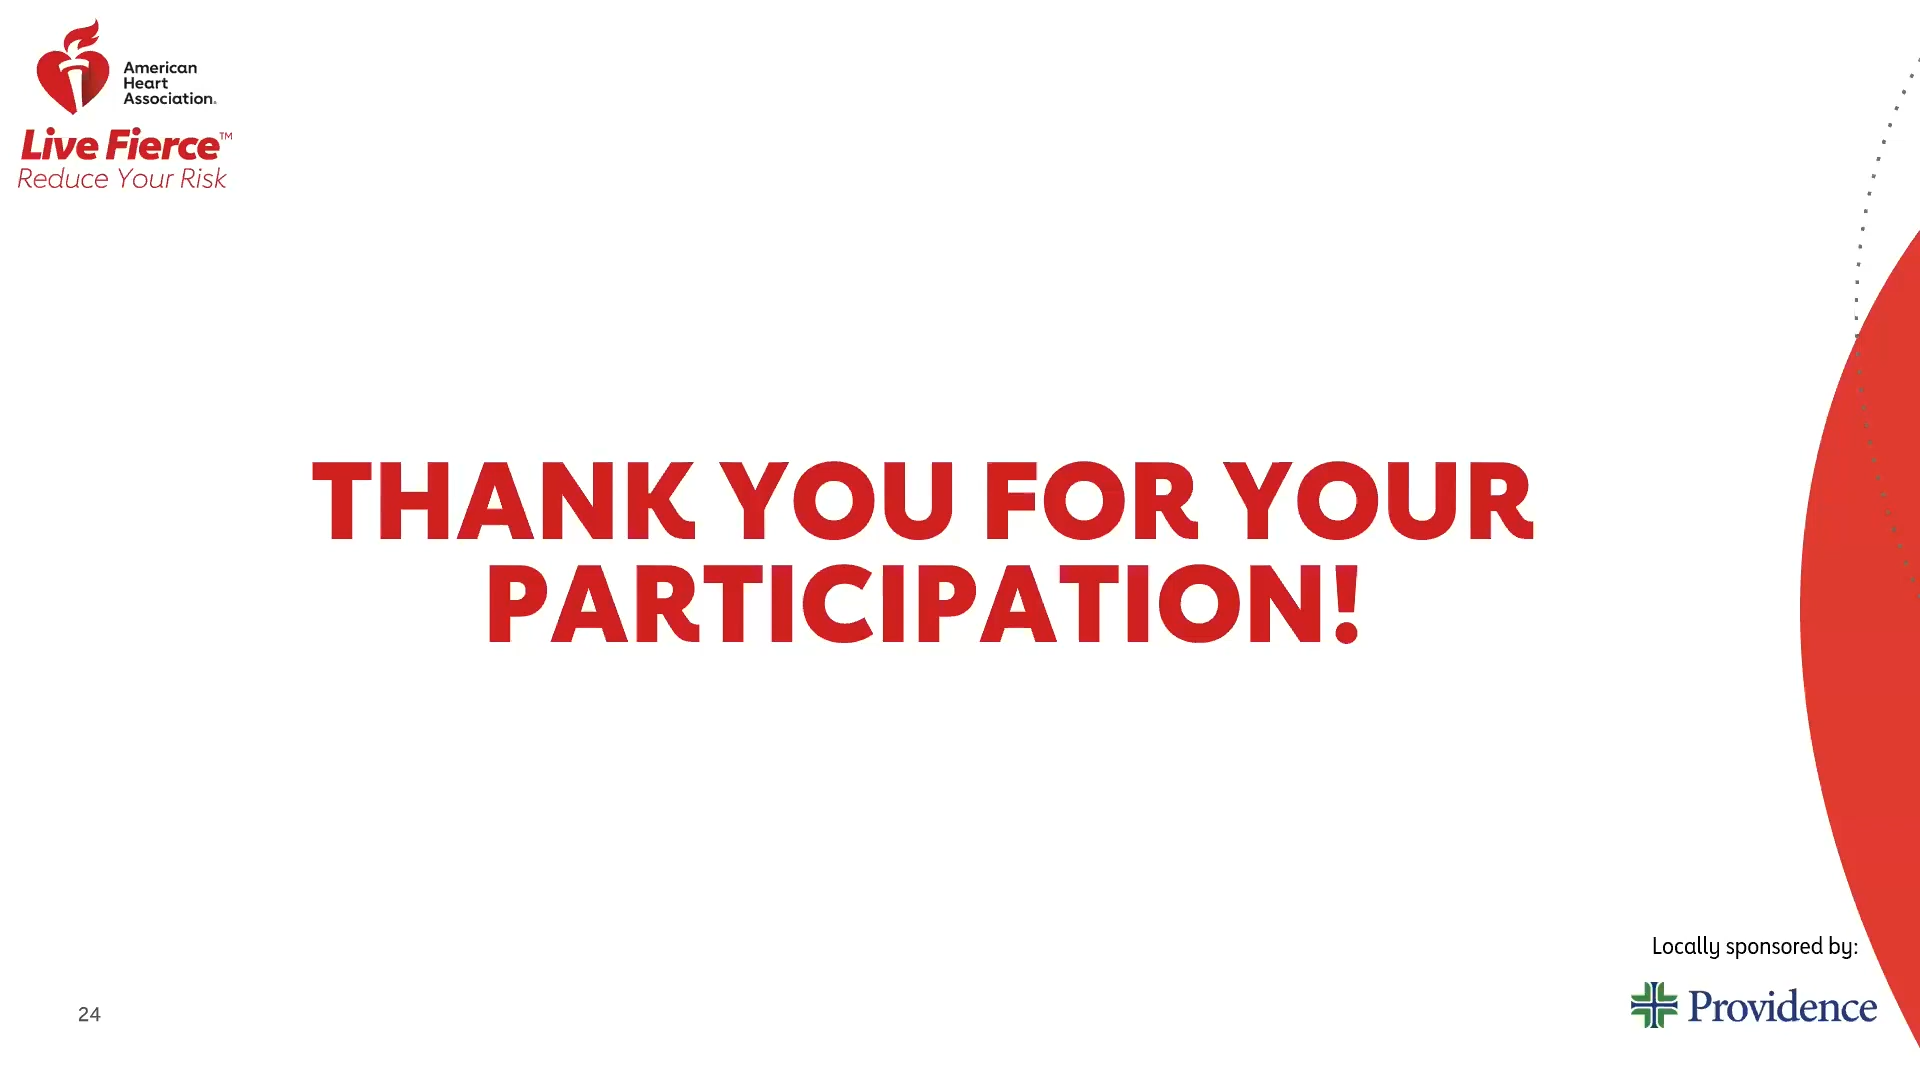 American
Heart
Association.
Live Fierce™
Reduce Your Risk
THANK YOU FOR YOUR
PARTICIPATION!
Locally sponsored by:
Providence
24